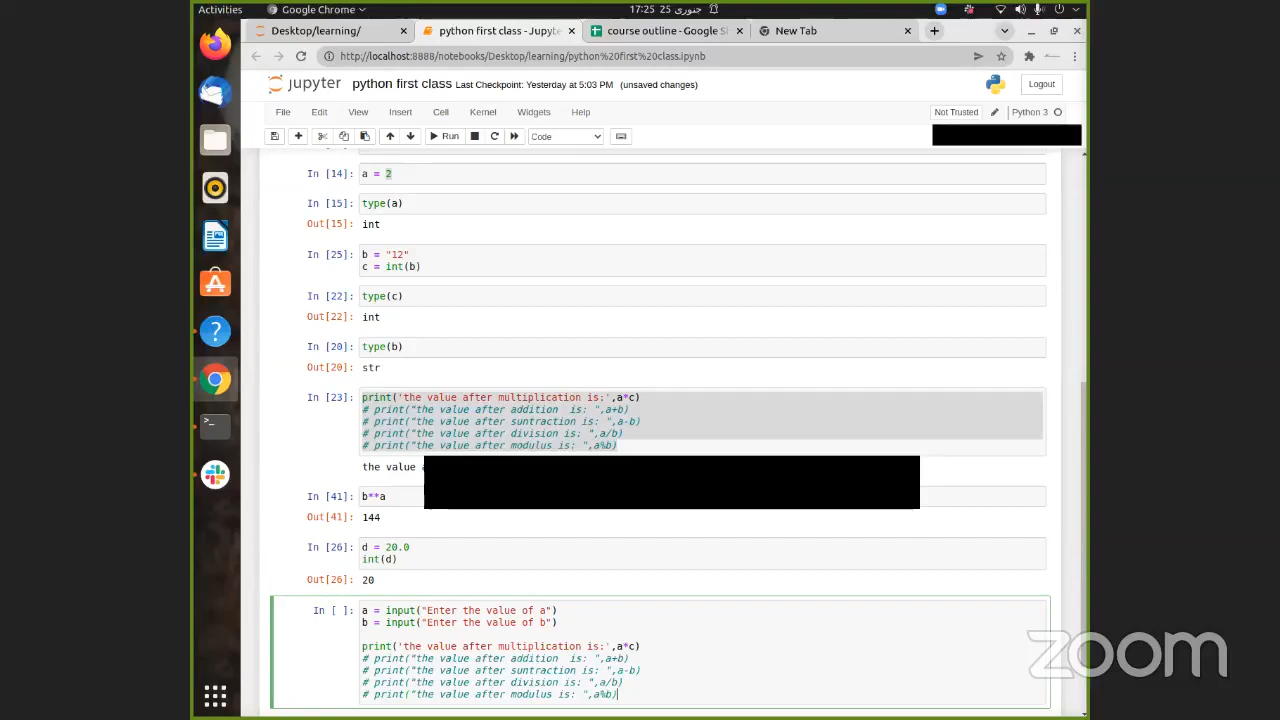 Activities
Google Chrome
17:25 25 جنوری
Desktop/learning/
python first class - Jupyte
course outline - Google S
New Tab
http://localhost:8888/notebooks/Desktop/learning/python%20first%20class.ipynb
jupyter python first class Last Checkpoint: Yesterday at 5:03 PM (unsaved changes)
Logout
File Edit View Insert Cell Kernel Widgets Help
Not Trusted
Python 3
Run
Code
In [14]: a = 2
In [15]: type(a)
Out[15]: int
In [25]: b = "12"
c = int(b)
In [22]: type(c)
Out[22]: int
In [20]: type(b)
Out[20]: str
In [23]: print('the value after multiplication is:',a*c)
# print("the value after addition  is: ",a+b)
# print("the value after suntraction is: ",a-b)
# print("the value after division is: ",a/b)
# print("the value after modulus is: ",a%b)
the value
In [41]: b**a
Out[41]: 144
In [26]: d = 20.0
int(d)
Out[26]: 20
In [ ]: a = input("Enter the value of a")
b = input("Enter the value of b")
print('the value after multiplication is:',a*c)
# print("the value after addition  is: ",a+b)
# print("the value after suntraction is: ",a-b)
# print("the value after division is: ",a/b)
# print("the value after modulus is: ",a%b)
zoom